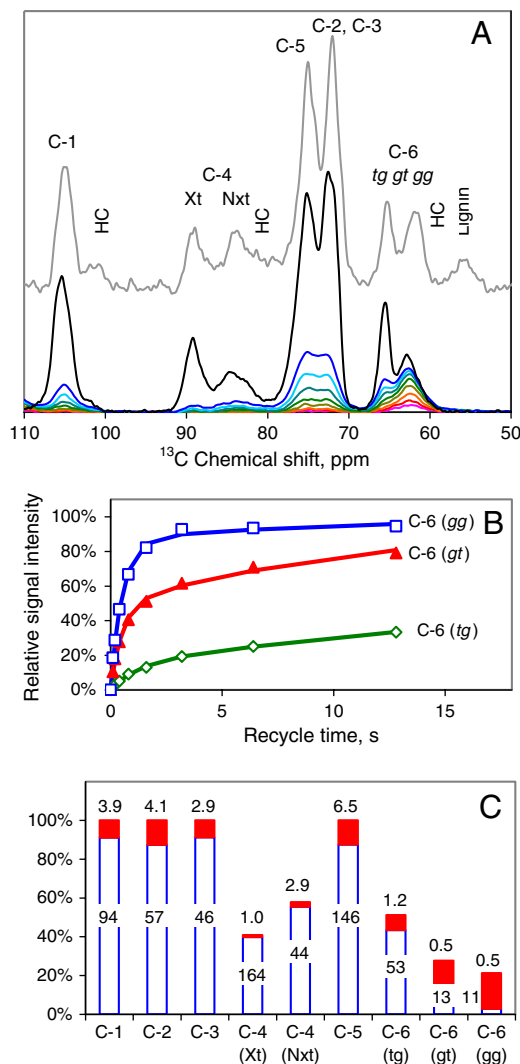 A
C-2, C-3
C-5
C-1
C-4
Xt Nxt
C-6
tg gt gg
HC
HC
HC
Lignin
110 100 90 80 70 60 50
¹³C Chemical shift, ppm
B
Relative signal intensity
100%
80%
60%
40%
20%
0%
C-6 (gg)
C-6 (gt)
C-6 (tg)
0 5 10 15
Recycle time, s
C
100%
80%
60%
40%
20%
0%
3.9 4.1 2.9 1.0 2.9 6.5 1.2 0.5 0.5
94 57 46 164 44 146 53 13 11
C-1 C-2 C-3 C-4 C-4 C-5 C-6 C-6 C-6
(Xt) (Nxt) (tg) (gt) (gg)